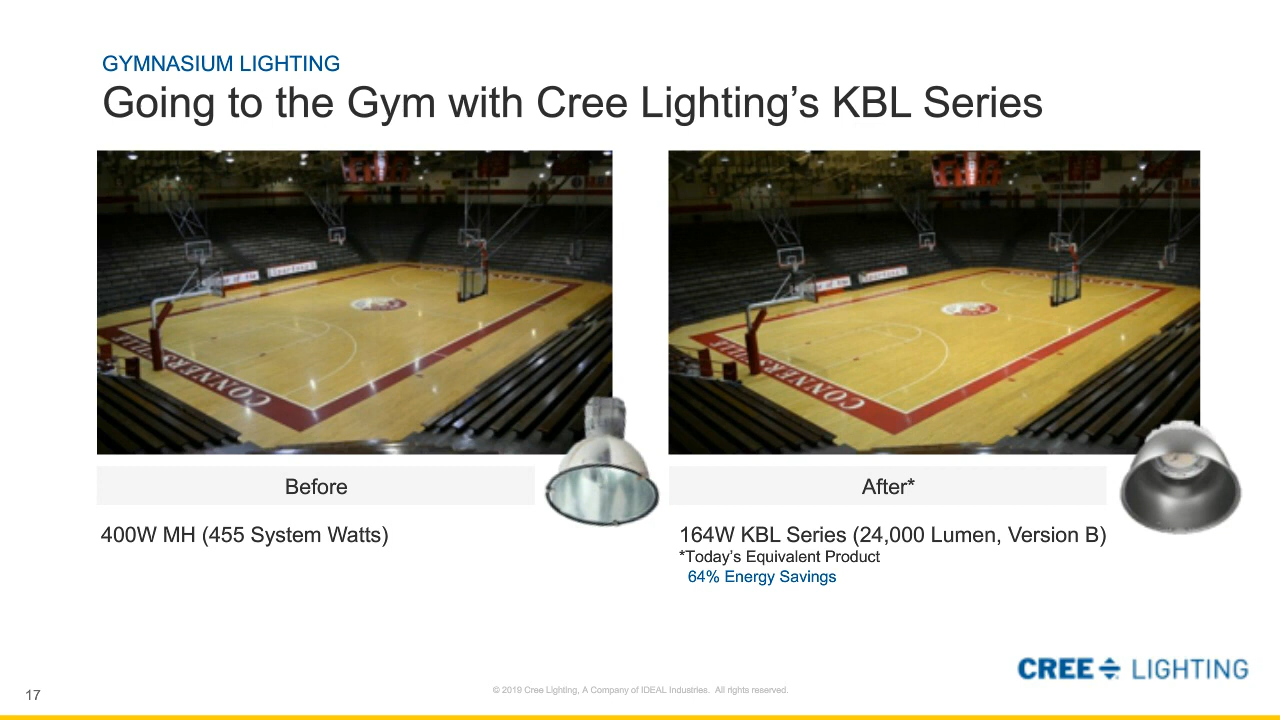 GYMNASIUM LIGHTING
Going to the Gym with Cree Lighting's KBL Series
CONNERSVILLE
CONNERSVILLE
Before
After*
400W MH (455 System Watts)
164W KBL Series (24,000 Lumen, Version B)
*Today's Equivalent Product
64% Energy Savings
CREE LIGHTING
17
© 2019 Cree Lighting, A Company of IDEAL Industries. All rights reserved.